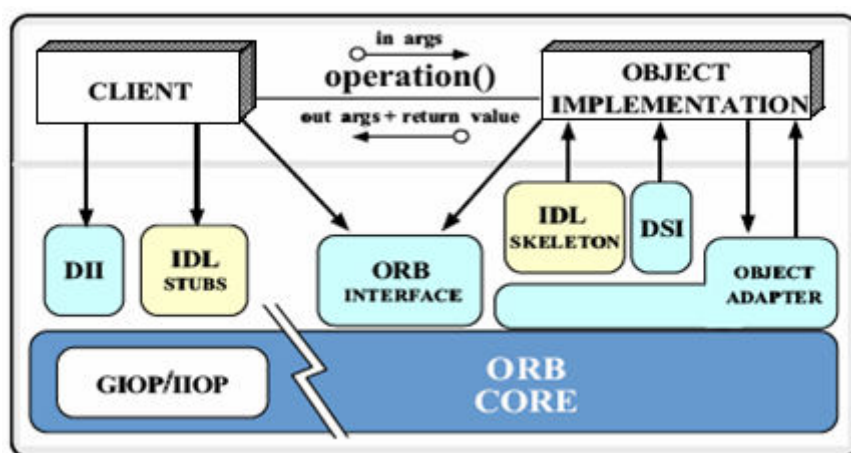 in args
operation()
out args + return value
CLIENT
OBJECT
IMPLEMENTATION
DII
IDL
STUBS
ORB
INTERFACE
IDL
SKELETON
DSI
OBJECT
ADAPTER
GIOP/IIOP
ORB
CORE